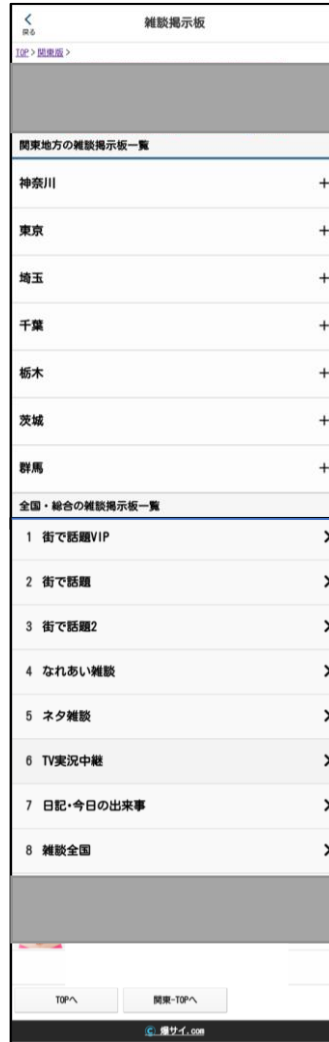 雑談掲示板
戻る
TOP > 関東版 >
関東地方の雑談掲示板一覧
神奈川 +
東京 +
埼玉 +
千葉 +
栃木 +
茨城 +
群馬 +
全国・総合の雑談掲示板一覧
1 街で話題VIP
2 街で話題
3 街で話題2
4 なれあい雑談
5 ネタ雑談
6 TV実況中継
7 日記・今日の出来事
8 雑談全国
TOPへ 関東-TOPへ
爆サイ.com